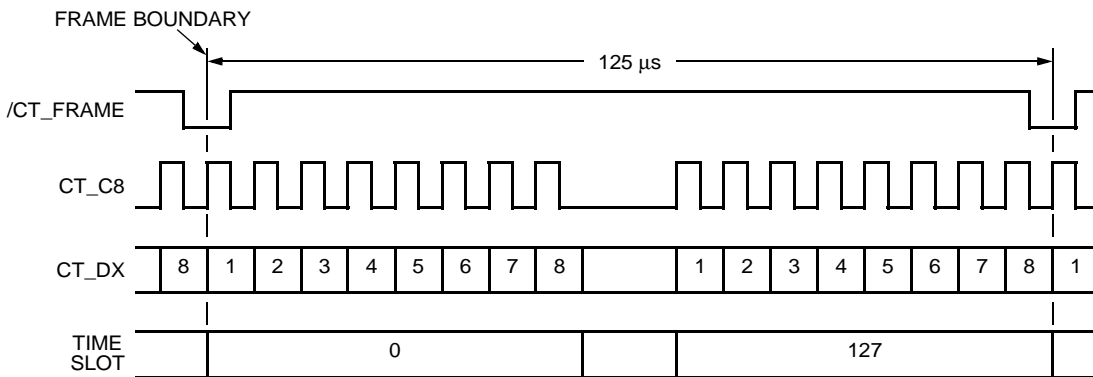 FRAME BOUNDARY
125 μs
/CT_FRAME
CT_C8
CT_DX 8 1 2 3 4 5 6 7 8 1 2 3 4 5 6 7 8 1
TIME
SLOT
0 127